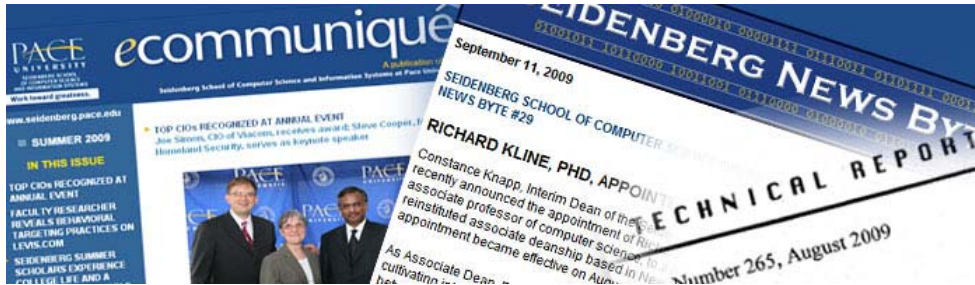 PACE
UNIVERSITY
SEIDENBERG SCHOOL
OF COMPUTER SCIENCE
AND INFORMATION SYSTEMS
Work toward greatness.
ecommuniqué
A publication of
Seidenberg School of Computer Science and Information Systems at Pace Univ
www.seidenberg.pace.edu
SUMMER 2009
IN THIS ISSUE
TOP CIOs RECOGNIZED AT
ANNUAL EVENT
FACULTY RESEARCHER
REVEALS BEHAVIORAL
TARGETING PRACTICES ON
LEVIS.COM
SEIDENBERG SUMMER
SCHOLARS EXPERIENCE
COLLEGE LIFE AND A
TOP CIOs RECOGNIZED AT ANNUAL EVENT
Joe Simon, CIO of Viacom, receives award; Steve Cooper,
Homeland Security, serves as keynote speaker
PACE
SEIDENBERG NEWS BY
September 11, 2009
SEIDENBERG SCHOOL OF COMPUTER
NEWS BYTE #29
RICHARD KLINE, PHD, APPOINT
Constance Knapp, Interim Dean of the
recently announced the appointment of
associate professor of computer science, to
reinstituted associate deanship based in
appointment became effective on
As Associate Dean,
cultivating
TECHNICAL REPORT
Number 265, August 2009